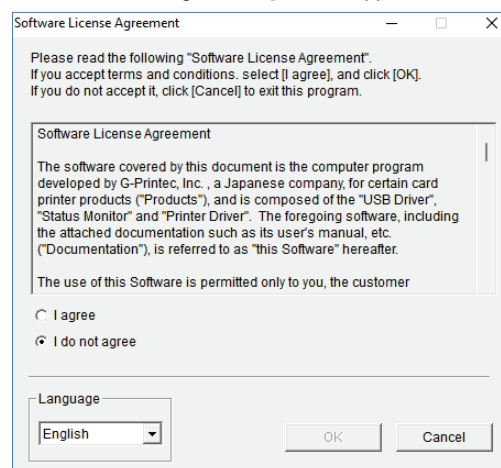 Software License Agreement
Please read the following "Software License Agreement".
If you accept terms and conditions. select [I agree], and click [OK].
If you do not accept it, click [Cancel] to exit this program.
Software License Agreement
The software covered by this document is the computer program
developed by G-Printec, Inc. , a Japanese company, for certain card
printer products ("Products"), and is composed of the "USB Driver",
"Status Monitor" and "Printer Driver". The foregoing software, including
the attached documentation such as its user's manual, etc.
("Documentation"), is referred to as "this Software" hereafter.
The use of this Software is permitted only to you, the customer
I agree
I do not agree
Language
English
OK
Cancel